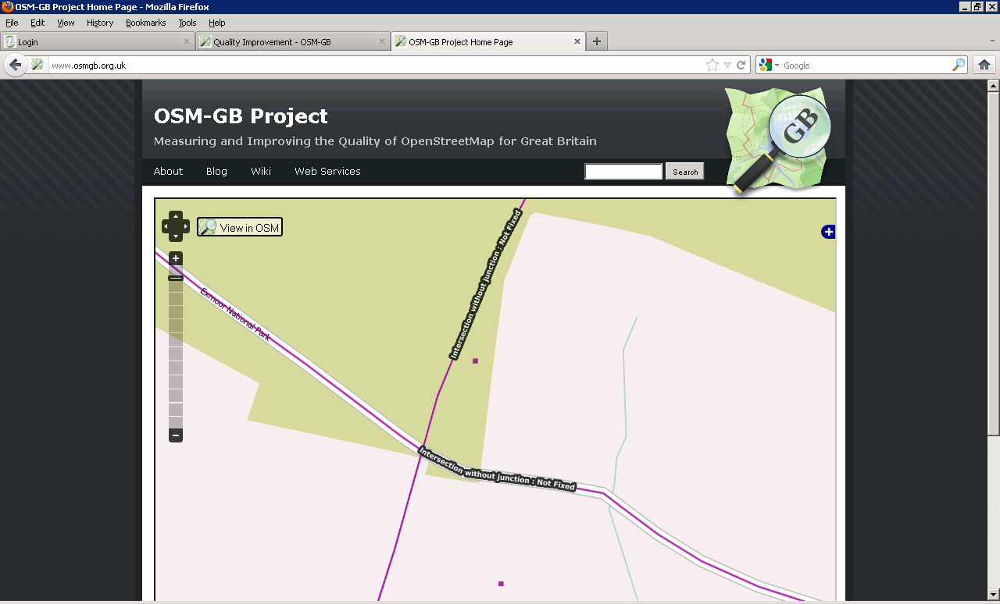 OSM-GB Project Home Page - Mozilla Firefox
File Edit View History Bookmarks Tools Help
Login
Quality Improvement - OSM-GB
OSM-GB Project Home Page
www.osmgb.org.uk
Google
OSM-GB Project
Measuring and Improving the Quality of OpenStreetMap for Great Britain
GB
About Blog Wiki Web Services
Search
View in OSM
Intersection without junction : Not Fixed
Exmoor National Park
Intersection without junction : Not Fixed